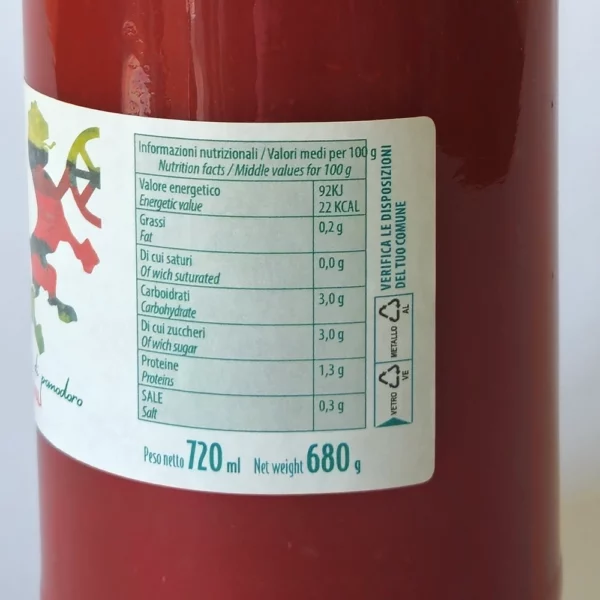 Informazioni nutrizionali / Valori medi per 100 g
Nutrition facts / Middle values for 100 g
Valore energetico 92KJ
Energetic value 22 KCAL
Grassi 0,2 g
Fat
Di cui saturi 0,0 g
Of wich suturated
Carboidrati 3,0 g
Carbohydrate
Di cui zuccheri 3,0 g
Of wich sugar
Proteine 1,3 g
Proteins
SALE 0,3 g
Salt
Peso netto 720 ml Net weight 680 g
VERIFICA LE DISPOSIZIONI
DEL TUO COMUNE
VETRO VE METALLO AL
pomodoro